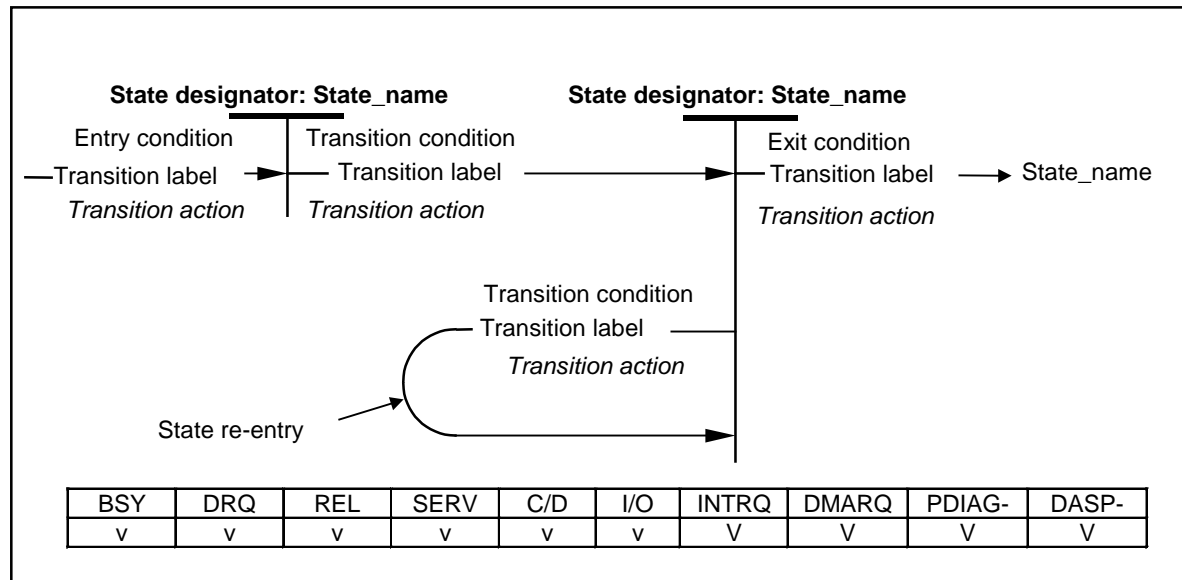 State designator: State_name State designator: State_name
Entry condition Transition condition Exit condition
Transition label Transition label Transition label State_name
Transition action Transition action Transition action
Transition condition
Transition label
Transition action
State re-entry
BSY DRQ REL SERV C/D I/O INTRQ DMARQ PDIAG- DASP-
v v v v v v V V V V